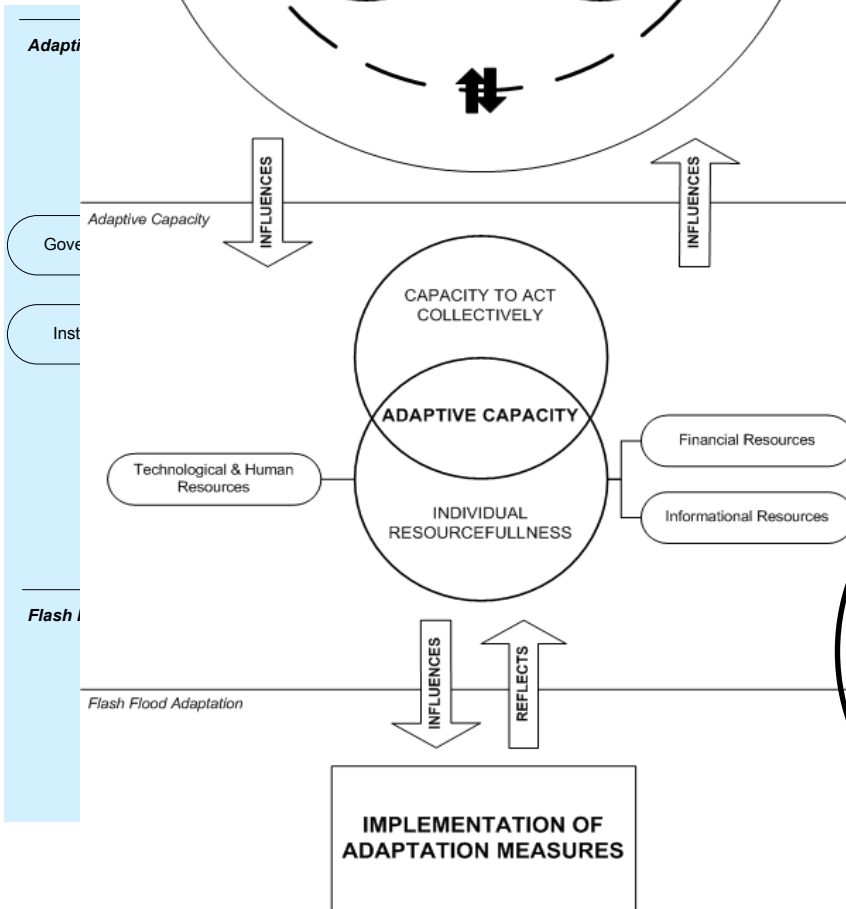 Adapti
INFLUENCES
INFLUENCES
Adaptive Capacity
Gove
CAPACITY TO ACT
COLLECTIVELY
Inst
ADAPTIVE CAPACITY
Financial Resources
Technological & Human
Resources
INDIVIDUAL
RESOURCEFULLNESS
Informational Resources
Flash
INFLUENCES
REFLECTS
Flash Flood Adaptation
IMPLEMENTATION OF
ADAPTATION MEASURES